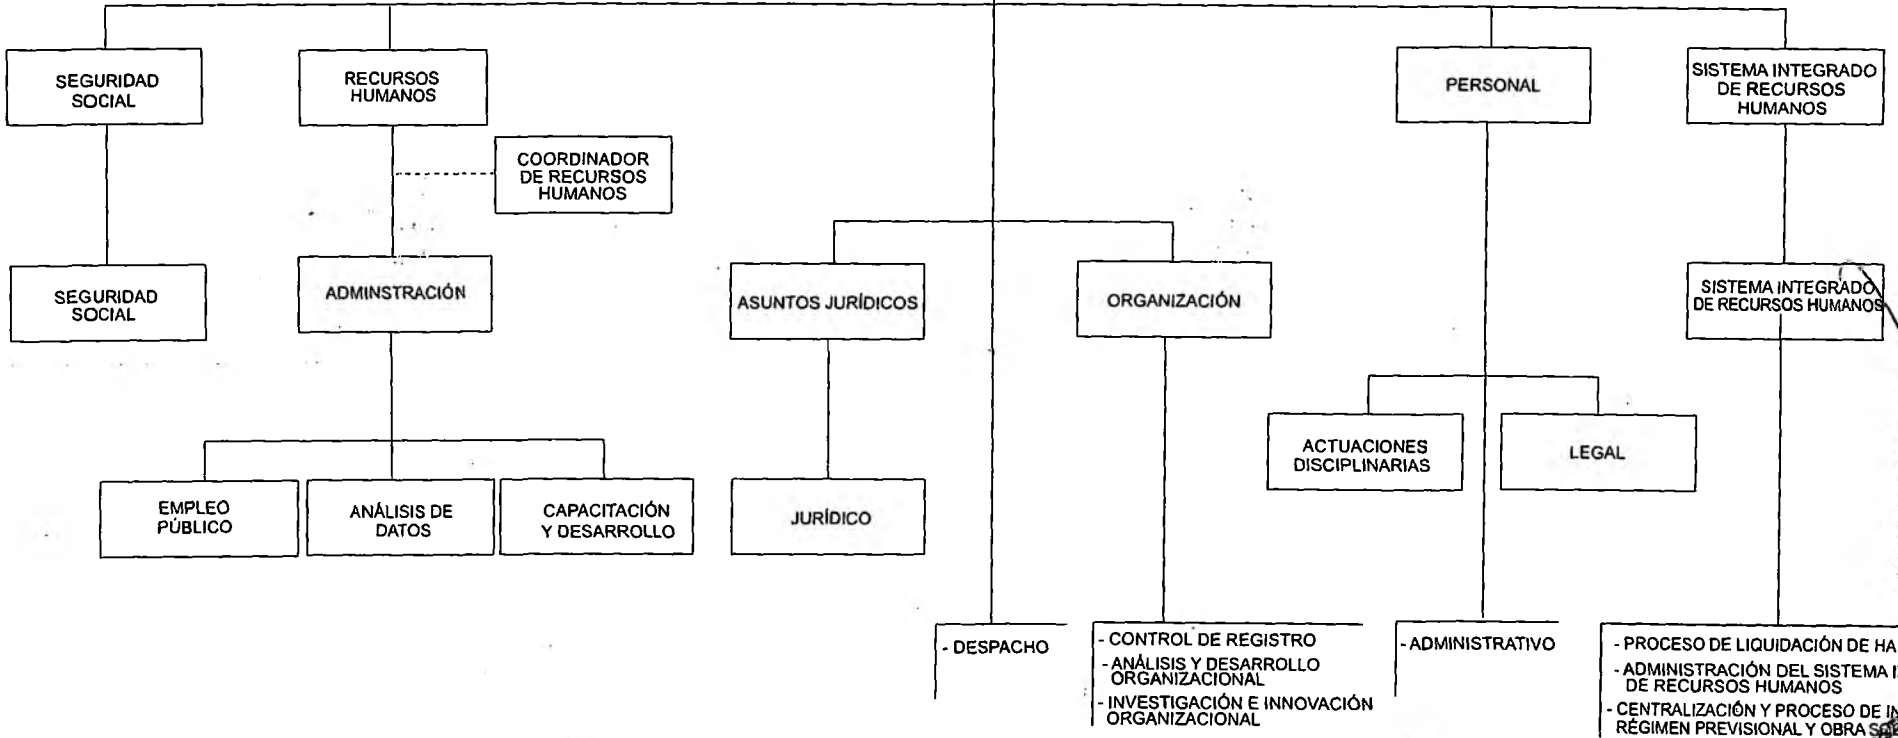 SEGURIDAD
SOCIAL
RECURSOS
HUMANOS
PERSONAL
SISTEMA INTEGRADO
DE RECURSOS
HUMANOS
COORDINADOR
DE RECURSOS
HUMANOS
SEGURIDAD
SOCIAL
ADMINSTRACIÓN
ASUNTOS JURÍDICOS
ORGANIZACIÓN
SISTEMA INTEGRADO
DE RECURSOS HUMANOS
ACTUACIONES
DISCIPLINARIAS
LEGAL
EMPLEO
PÚBLICO
ANÁLISIS DE
DATOS
CAPACITACIÓN
Y DESARROLLO
JURÍDICO
- DESPACHO
- CONTROL DE REGISTRO
- ANÁLISIS Y DESARROLLO
ORGANIZACIONAL
- INVESTIGACIÓN E INNOVACIÓN
ORGANIZACIONAL
- ADMINISTRATIVO
- PROCESO DE LIQUIDACIÓN DE HA
- ADMINISTRACIÓN DEL SISTEMA
DE RECURSOS HUMANOS
- CENTRALIZACIÓN Y PROCESO DE IN
RÉGIMEN PREVISIONAL Y OBRA